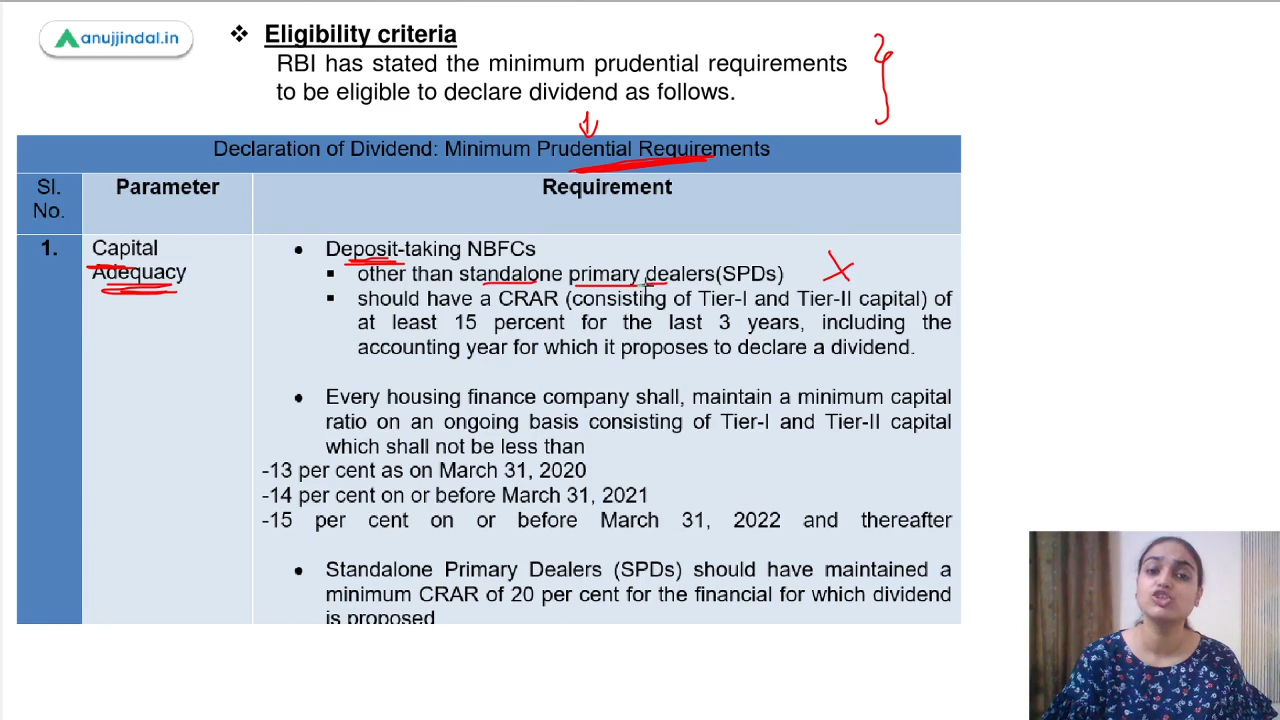 anujjindal.in
❖ Eligibility criteria
RBI has stated the minimum prudential requirements
to be eligible to declare dividend as follows.
Declaration of Dividend: Minimum Prudential Requirements
Sl. No.
Parameter
Requirement
1.
Capital
Adequacy
• Deposit-taking NBFCs
▪ other than standalone primary dealers(SPDs)
▪ should have a CRAR (consisting of Tier-I and Tier-II capital) of
at least 15 percent for the last 3 years, including the
accounting year for which it proposes to declare a dividend.
• Every housing finance company shall, maintain a minimum capital
ratio on an ongoing basis consisting of Tier-I and Tier-II capital
which shall not be less than
-13 per cent as on March 31, 2020
-14 per cent on or before March 31, 2021
-15 per cent on or before March 31, 2022 and thereafter
• Standalone Primary Dealers (SPDs) should have maintained a
minimum CRAR of 20 per cent for the financial for which dividend
is proposed